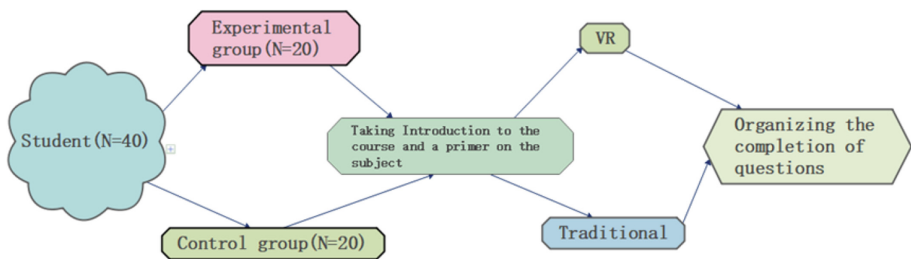 Experimental
group(N=20)
VR
Student(N=40)
Taking Introduction to the
course and a primer on the
subject
Organizing the
completion of
questions
Control group(N=20)
Traditional